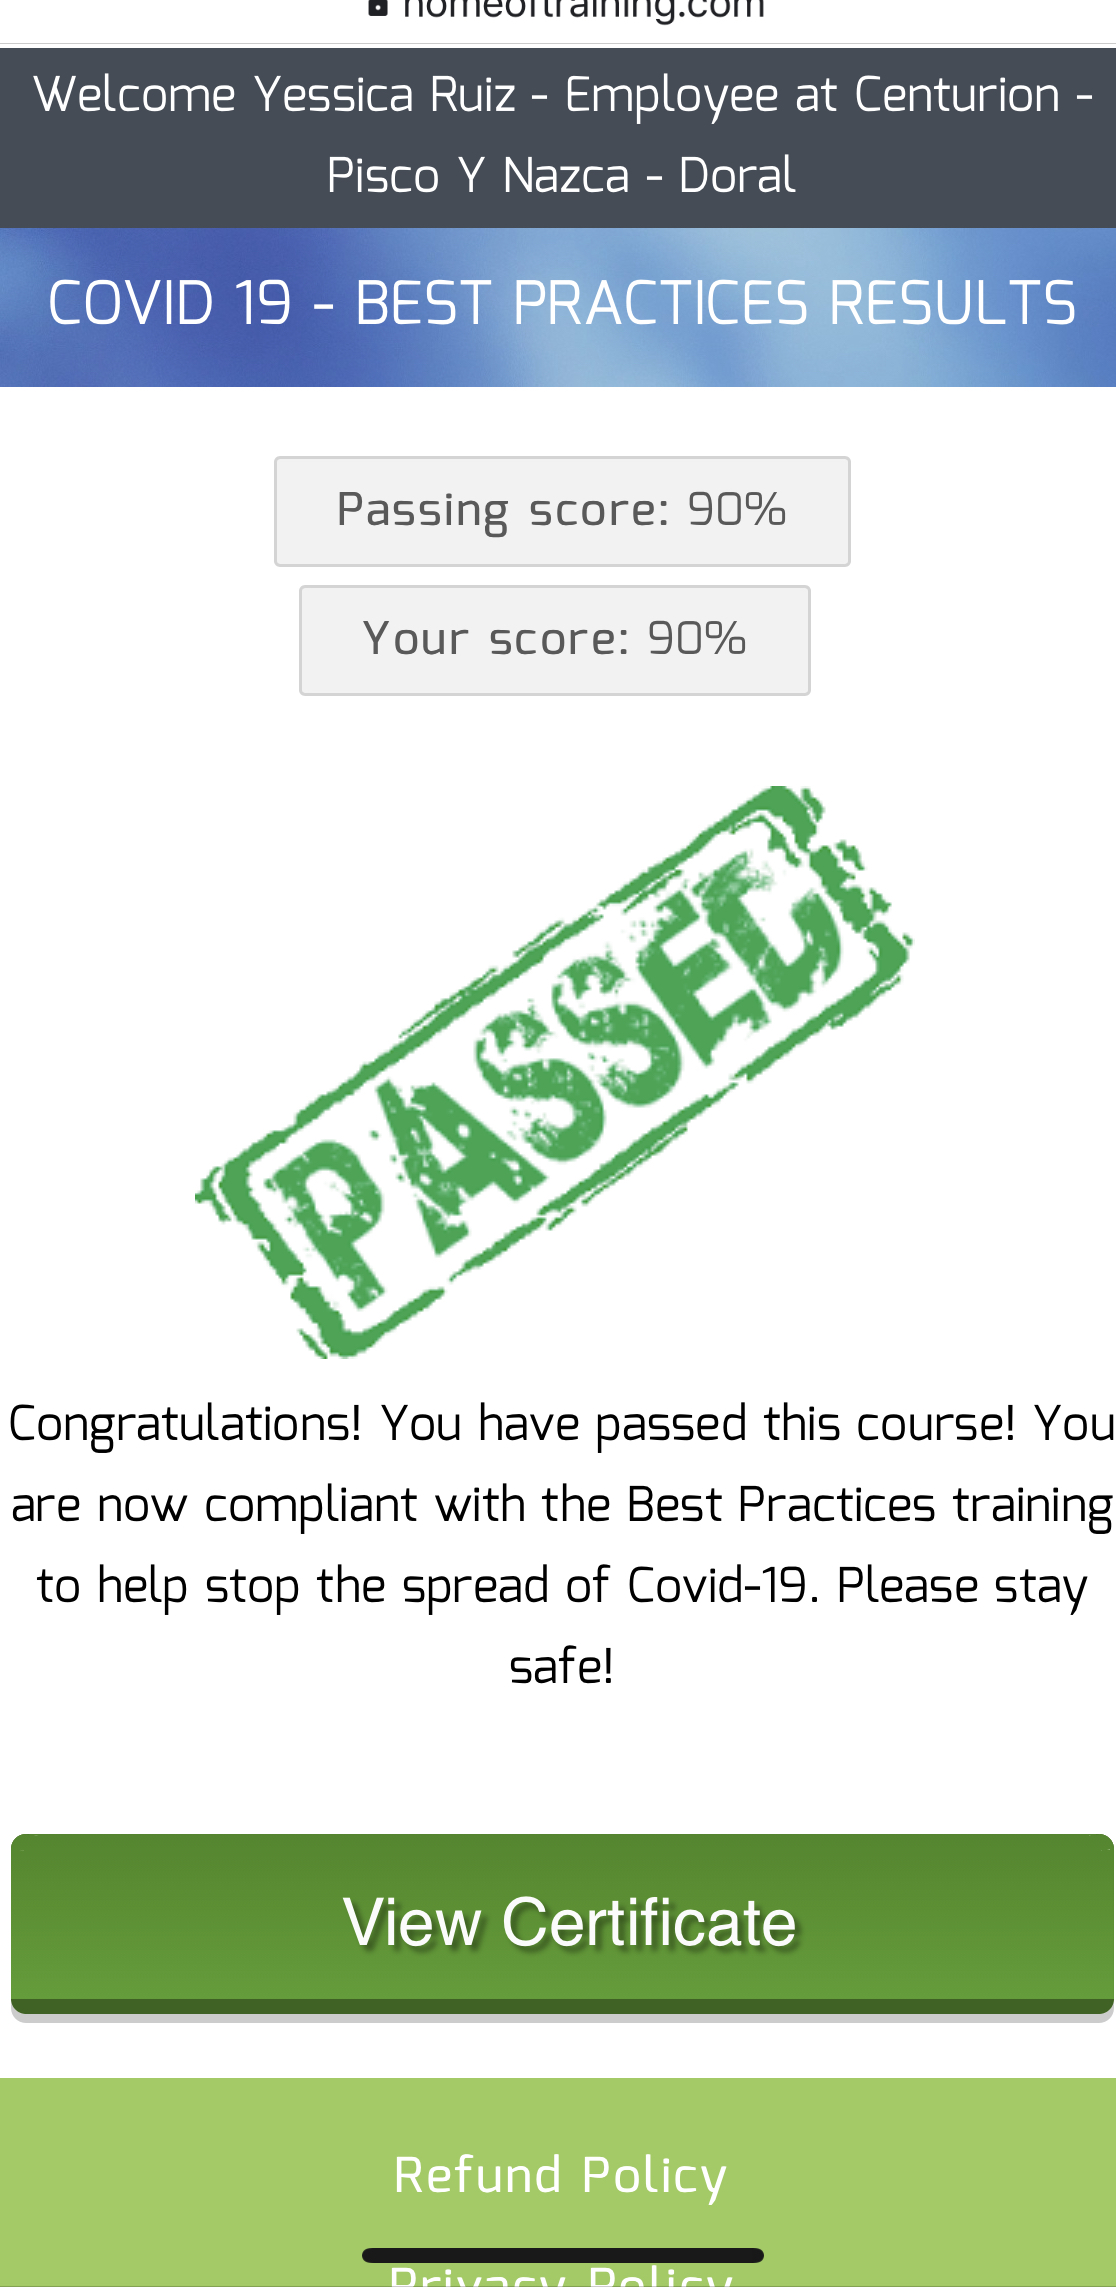 homeoftraining.com
Welcome Yessica Ruiz - Employee at Centurion -
Pisco Y Nazca - Doral
COVID 19 - BEST PRACTICES RESULTS
Passing score: 90%
Your score: 90%
PASSED
Congratulations! You have passed this course! You
are now compliant with the Best Practices training
to help stop the spread of Covid-19. Please stay
safe!
View Certificate
Refund Policy
Privacy Policy